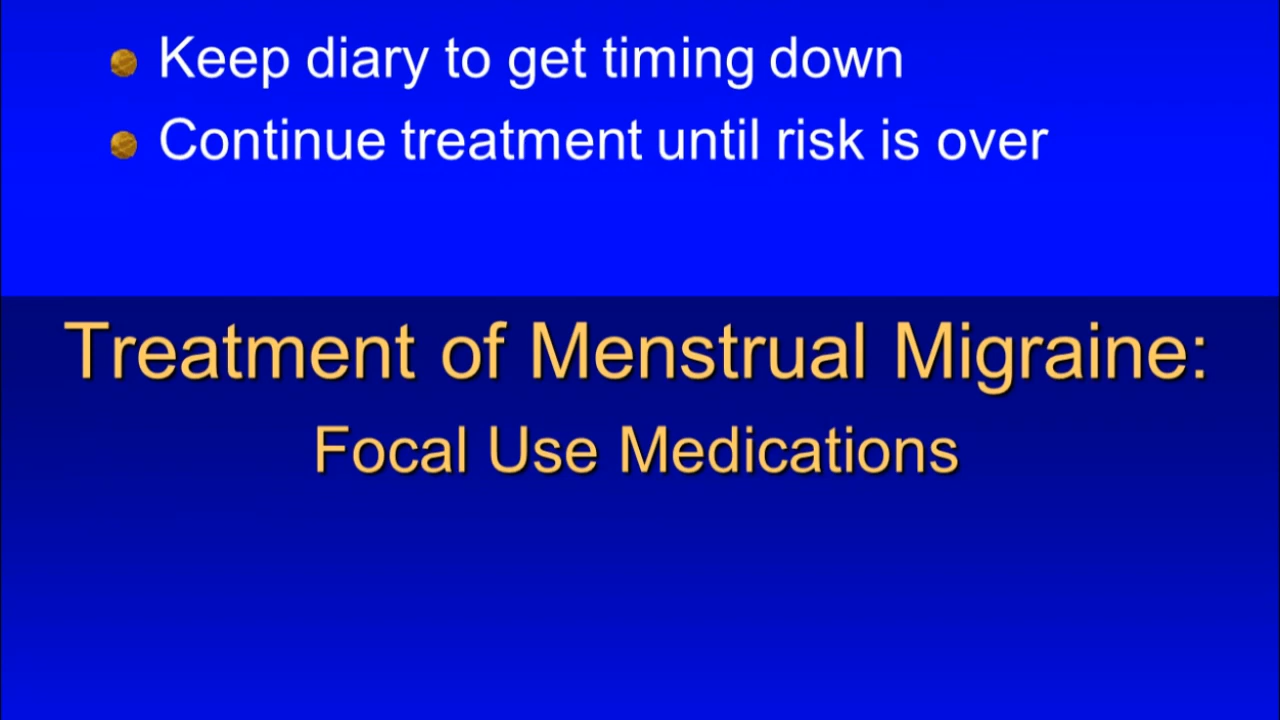 Keep diary to get timing down
Continue treatment until risk is over
Treatment of Menstrual Migraine:
Focal Use Medications